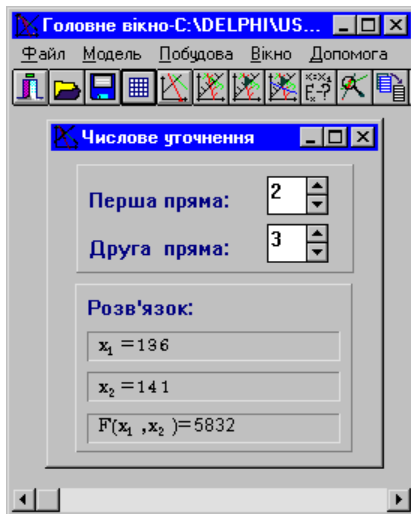 Головне вікно-C:\DELPHI\US...
Файл Модель Побудова Вікно Допомога
Числове уточнення
Перша пряма: 2
Друга пряма: 3
Розв'язок:
x₁ =136
x₂ =141
F(x₁ ,x₂ )=5832